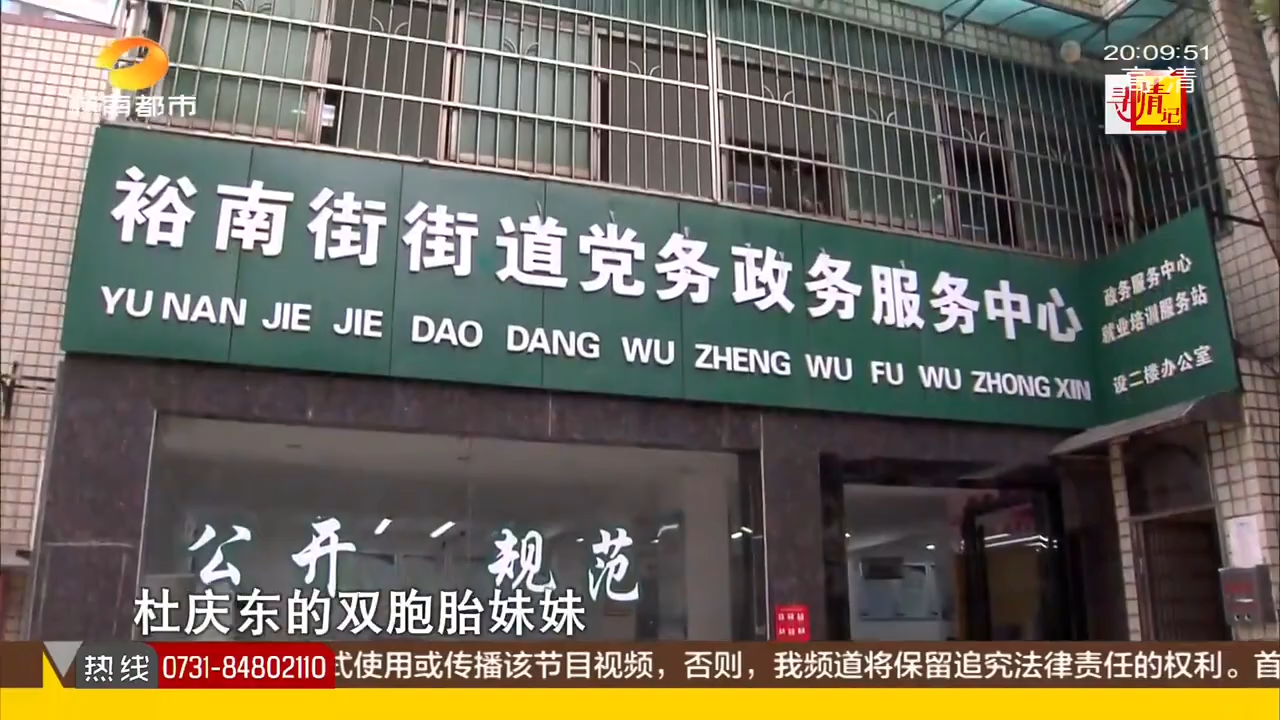 20:09:51
高清
寻情记
南都市
裕南街街道党务政务服务中心
YU NAN JIE JIE DAO DANG WU ZHENG WU FU WU ZHONG XIN
政务服务中心
就业培训服务站
设二楼办公室
公开 规范
杜庆东的双胞胎妹妹
热线 0731-84802110 式使用或传播该节目视频，否则，我频道将保留追究法律责任的权利。首